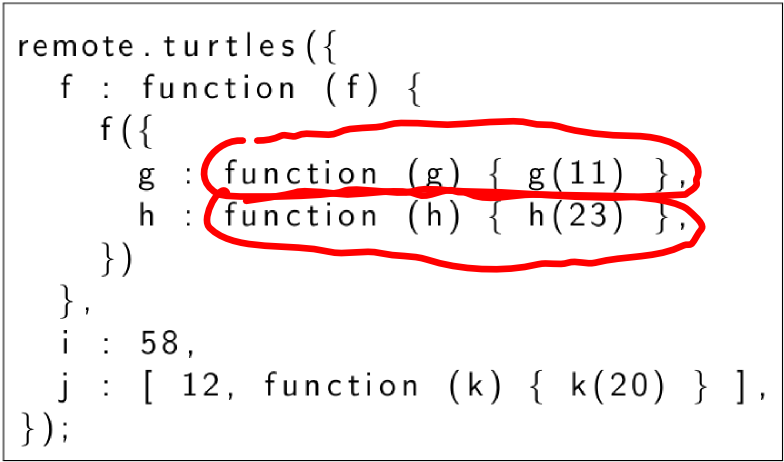 remote.turtles({
f : function (f) {
f({
g : function (g) { g(11) },
h : function (h) { h(23) },
})
},
i : 58,
j : [ 12, function (k) { k(20) } ],
});